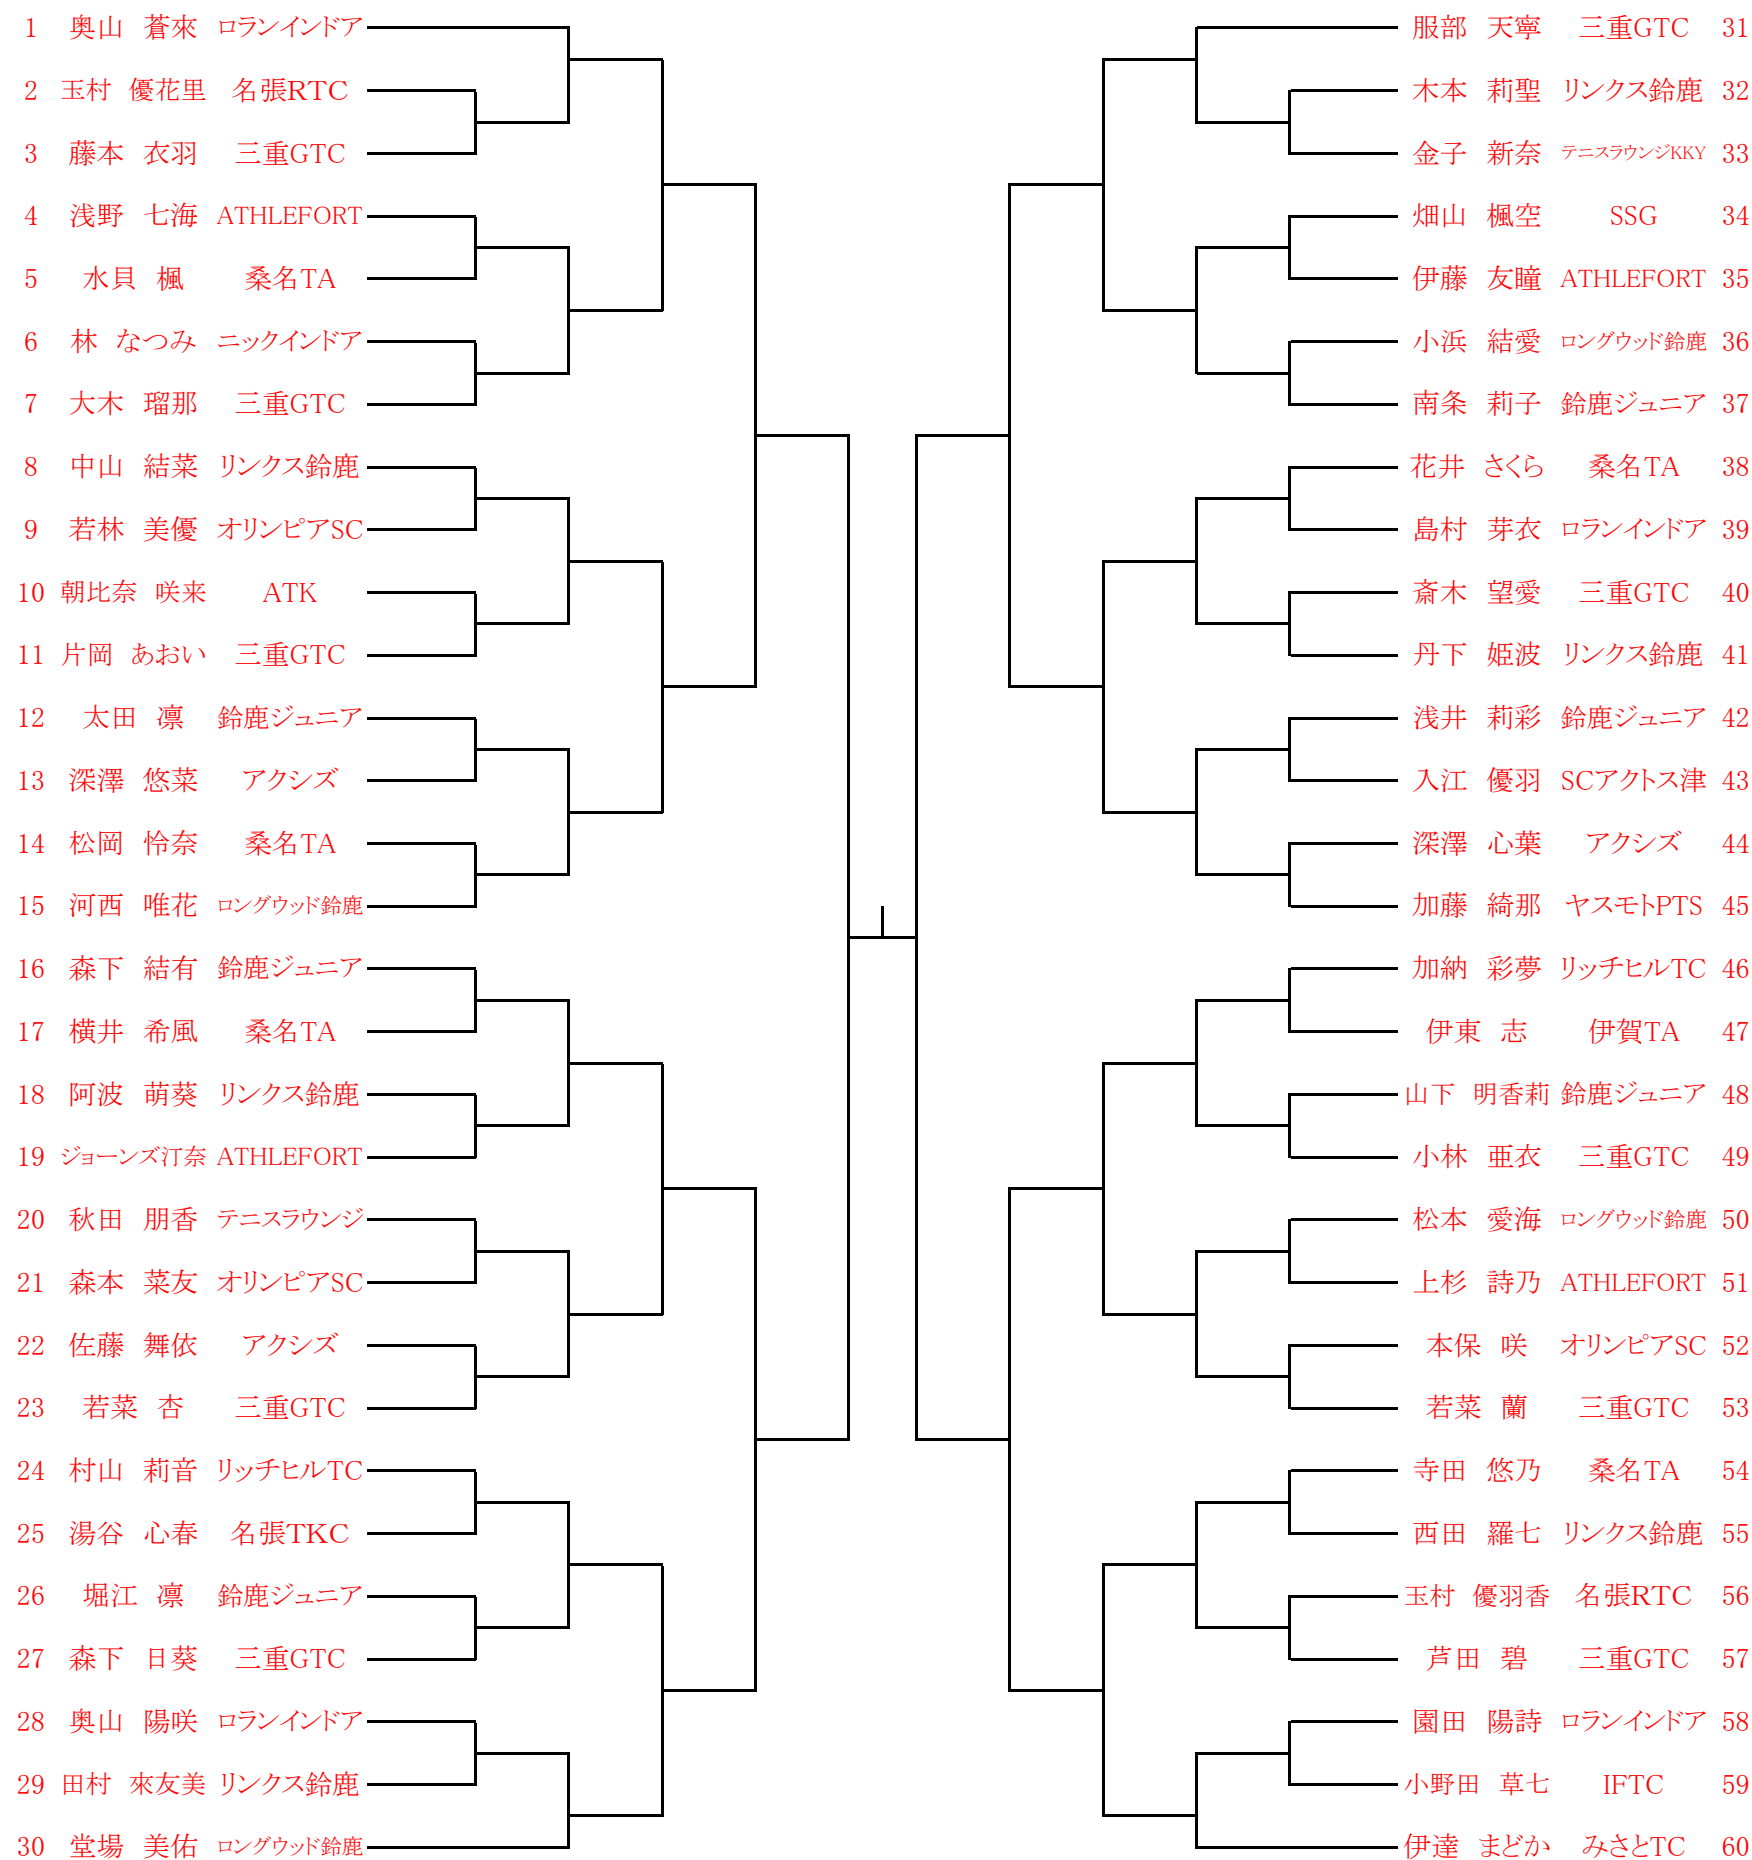 1 奥山 蒼來 ロランインドア
2 玉村 優花里 名張RTC
3 藤本 衣羽 三重GTC
4 浅野 七海 ATHLEFORT
5 水貝 楓 桑名TA
6 林 なつみ ニックインドア
7 大木 瑠那 三重GTC
8 中山 結菜 リンクス鈴鹿
9 若林 美優 オリンピアSC
10 朝比奈 咲来 ATK
11 片岡 あおい 三重GTC
12 太田 凛 鈴鹿ジュニア
13 深澤 悠菜 アクシズ
14 松岡 怜奈 桑名TA
15 河西 唯花 ロングウッド鈴鹿
16 森下 結有 鈴鹿ジュニア
17 横井 希風 桑名TA
18 阿波 萌葵 リンクス鈴鹿
19 ジョーンズ汀奈 ATHLEFORT
20 秋田 朋香 テニスラウンジ
21 森本 菜友 オリンピアSC
22 佐藤 舞依 アクシズ
23 若菜 杏 三重GTC
24 村山 莉音 リッチヒルTC
25 湯谷 心春 名張TKC
26 堀江 凛 鈴鹿ジュニア
27 森下 日葵 三重GTC
28 奥山 陽咲 ロランインドア
29 田村 來友美 リンクス鈴鹿
30 堂場 美佑 ロングウッド鈴鹿
服部 天寧 三重GTC 31
木本 莉聖 リンクス鈴鹿 32
金子 新奈 テニスラウンジKKY 33
畑山 楓空 SSG 34
伊藤 友瞳 ATHLEFORT 35
小浜 結愛 ロングウッド鈴鹿 36
南条 莉子 鈴鹿ジュニア 37
花井 さくら 桑名TA 38
島村 芽衣 ロランインドア 39
斎木 望愛 三重GTC 40
丹下 姫波 リンクス鈴鹿 41
浅井 莉彩 鈴鹿ジュニア 42
入江 優羽 SCアクトス津 43
深澤 心葉 アクシズ 44
加藤 綺那 ヤスモトPTS 45
加納 彩夢 リッチヒルTC 46
伊東 志 伊賀TA 47
山下 明香莉 鈴鹿ジュニア 48
小林 亜衣 三重GTC 49
松本 愛海 ロングウッド鈴鹿 50
上杉 詩乃 ATHLEFORT 51
本保 咲 オリンピアSC 52
若菜 蘭 三重GTC 53
寺田 悠乃 桑名TA 54
西田 羅七 リンクス鈴鹿 55
玉村 優羽香 名張RTC 56
芦田 碧 三重GTC 57
園田 陽詩 ロランインドア 58
小野田 草七 IFTC 59
伊達 まどか みさとTC 60